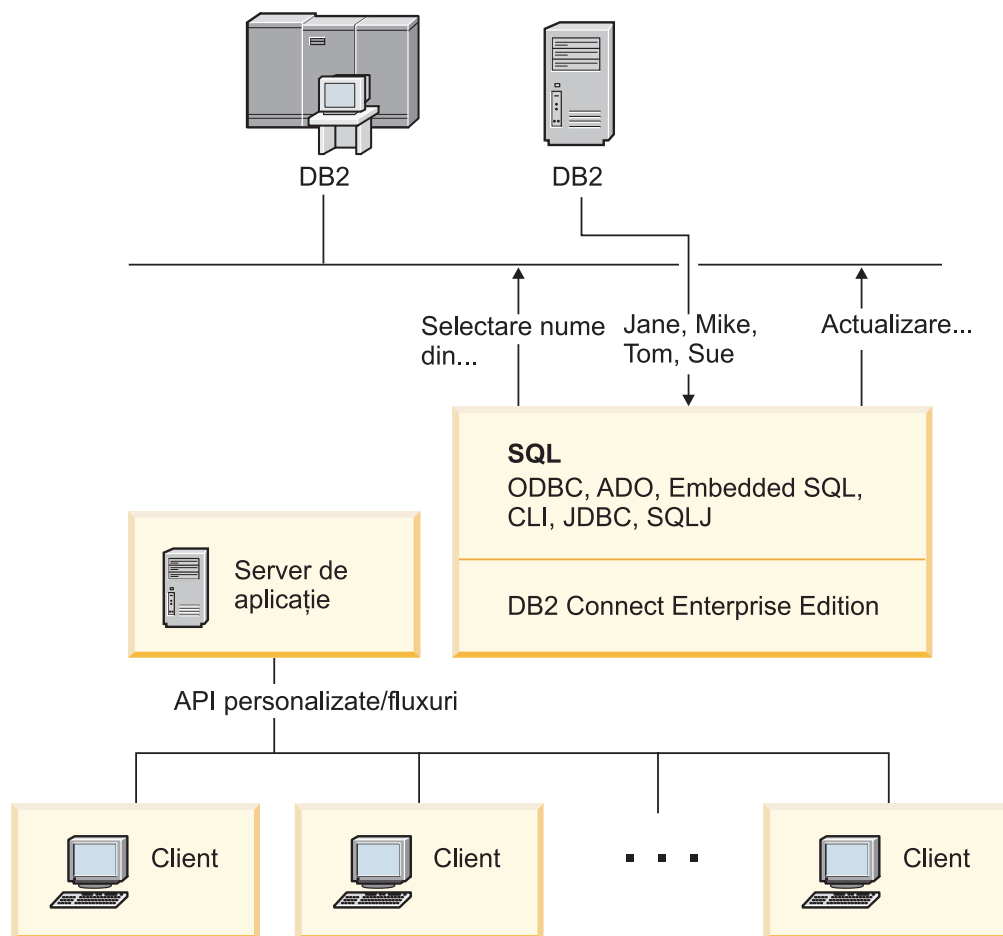 DB2
DB2
Selectare nume
din...
Jane, Mike,
Tom, Sue
Actualizare...
SQL
ODBC, ADO, Embedded SQL,
CLI, JDBC, SQLJ
DB2 Connect Enterprise Edition
Server de
aplicație
API personalizate/fluxuri
Client
Client
Client